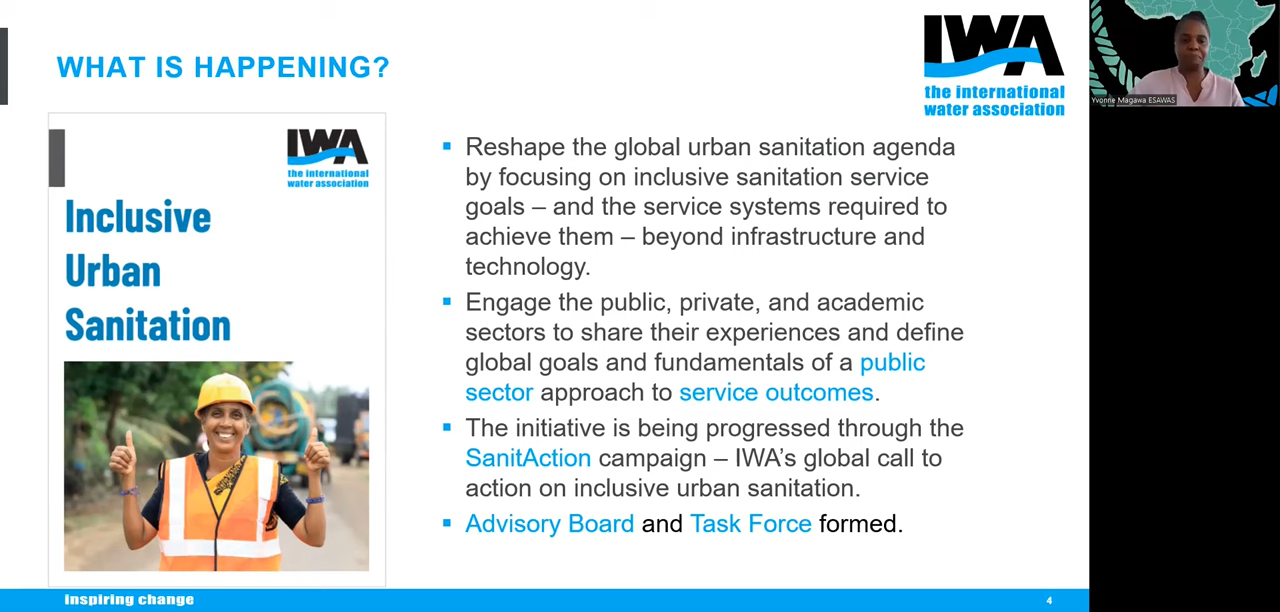 WHAT IS HAPPENING?
IWA
the international
water association
IWA
the international
water association
Inclusive
Urban
Sanitation
▪ Reshape the global urban sanitation agenda
by focusing on inclusive sanitation service
goals – and the service systems required to
achieve them – beyond infrastructure and
technology.
▪ Engage the public, private, and academic
sectors to share their experiences and define
global goals and fundamentals of a public
sector approach to service outcomes.
▪ The initiative is being progressed through the
SanitAction campaign – IWA’s global call to
action on inclusive urban sanitation.
▪ Advisory Board and Task Force formed.
inspiring change
4
Yvonne Magawa ESAWAS